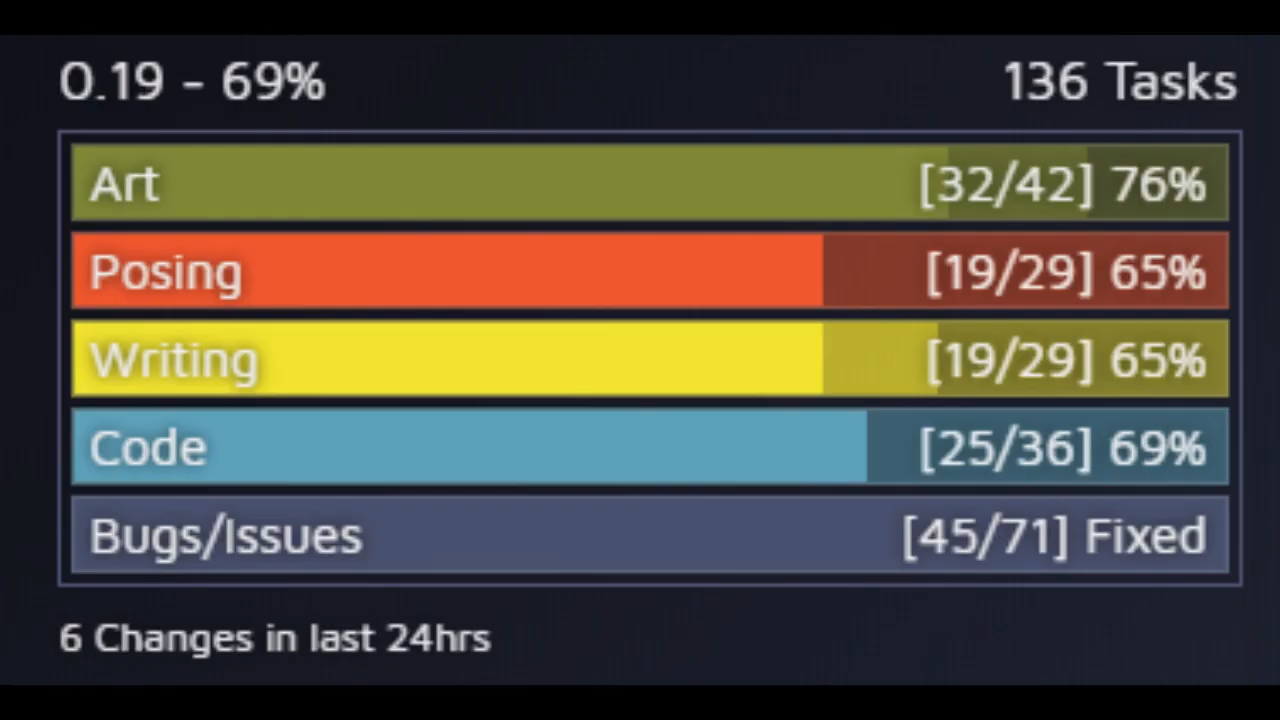 0.19 - 69% 136 Tasks
Art [32/42] 76%
Posing [19/29] 65%
Writing [19/29] 65%
Code [25/36] 69%
Bugs/Issues [45/71] Fixed
6 Changes in last 24hrs